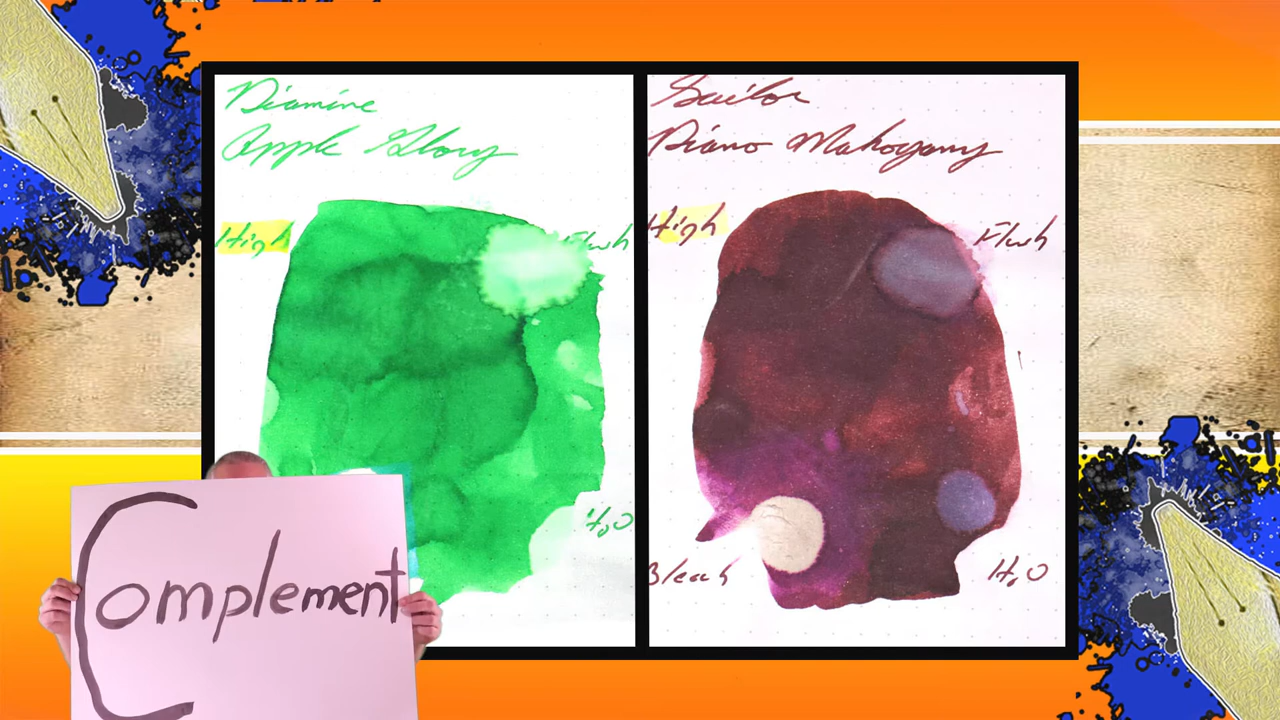 Diamine
Apple Glory
High
Flush
H2O
Sailor
Piano Mahogany
High
Flush
Bleach
H2O
Complement